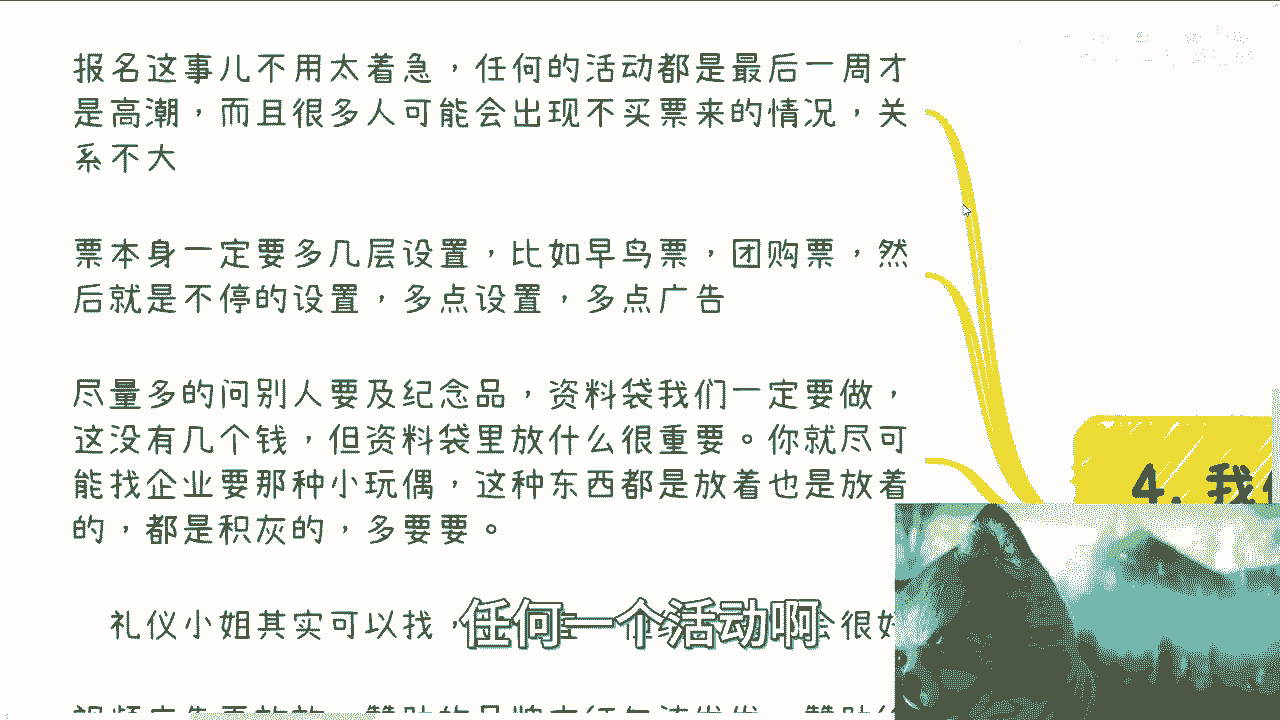 报名这事儿不用太着急，任何的活动都是最后一周才
是高潮，而且很多人可能会出现不买票来的情况，关
系不大
票本身一定要多几层设置，比如早鸟票，团购票，然
后就是不停的设置，多点设置，多点广告
尽量多的问别人要及纪念品，资料袋我们一定要做，
这没有几个钱，但资料袋里放什么很重要。你就尽可
能找企业要那种小玩偶，这种东西都是放着也是放着
的，都是积灰的，多要要。
4. 我
礼仪小姐其实可以找，
会很好
任何一个活动啊